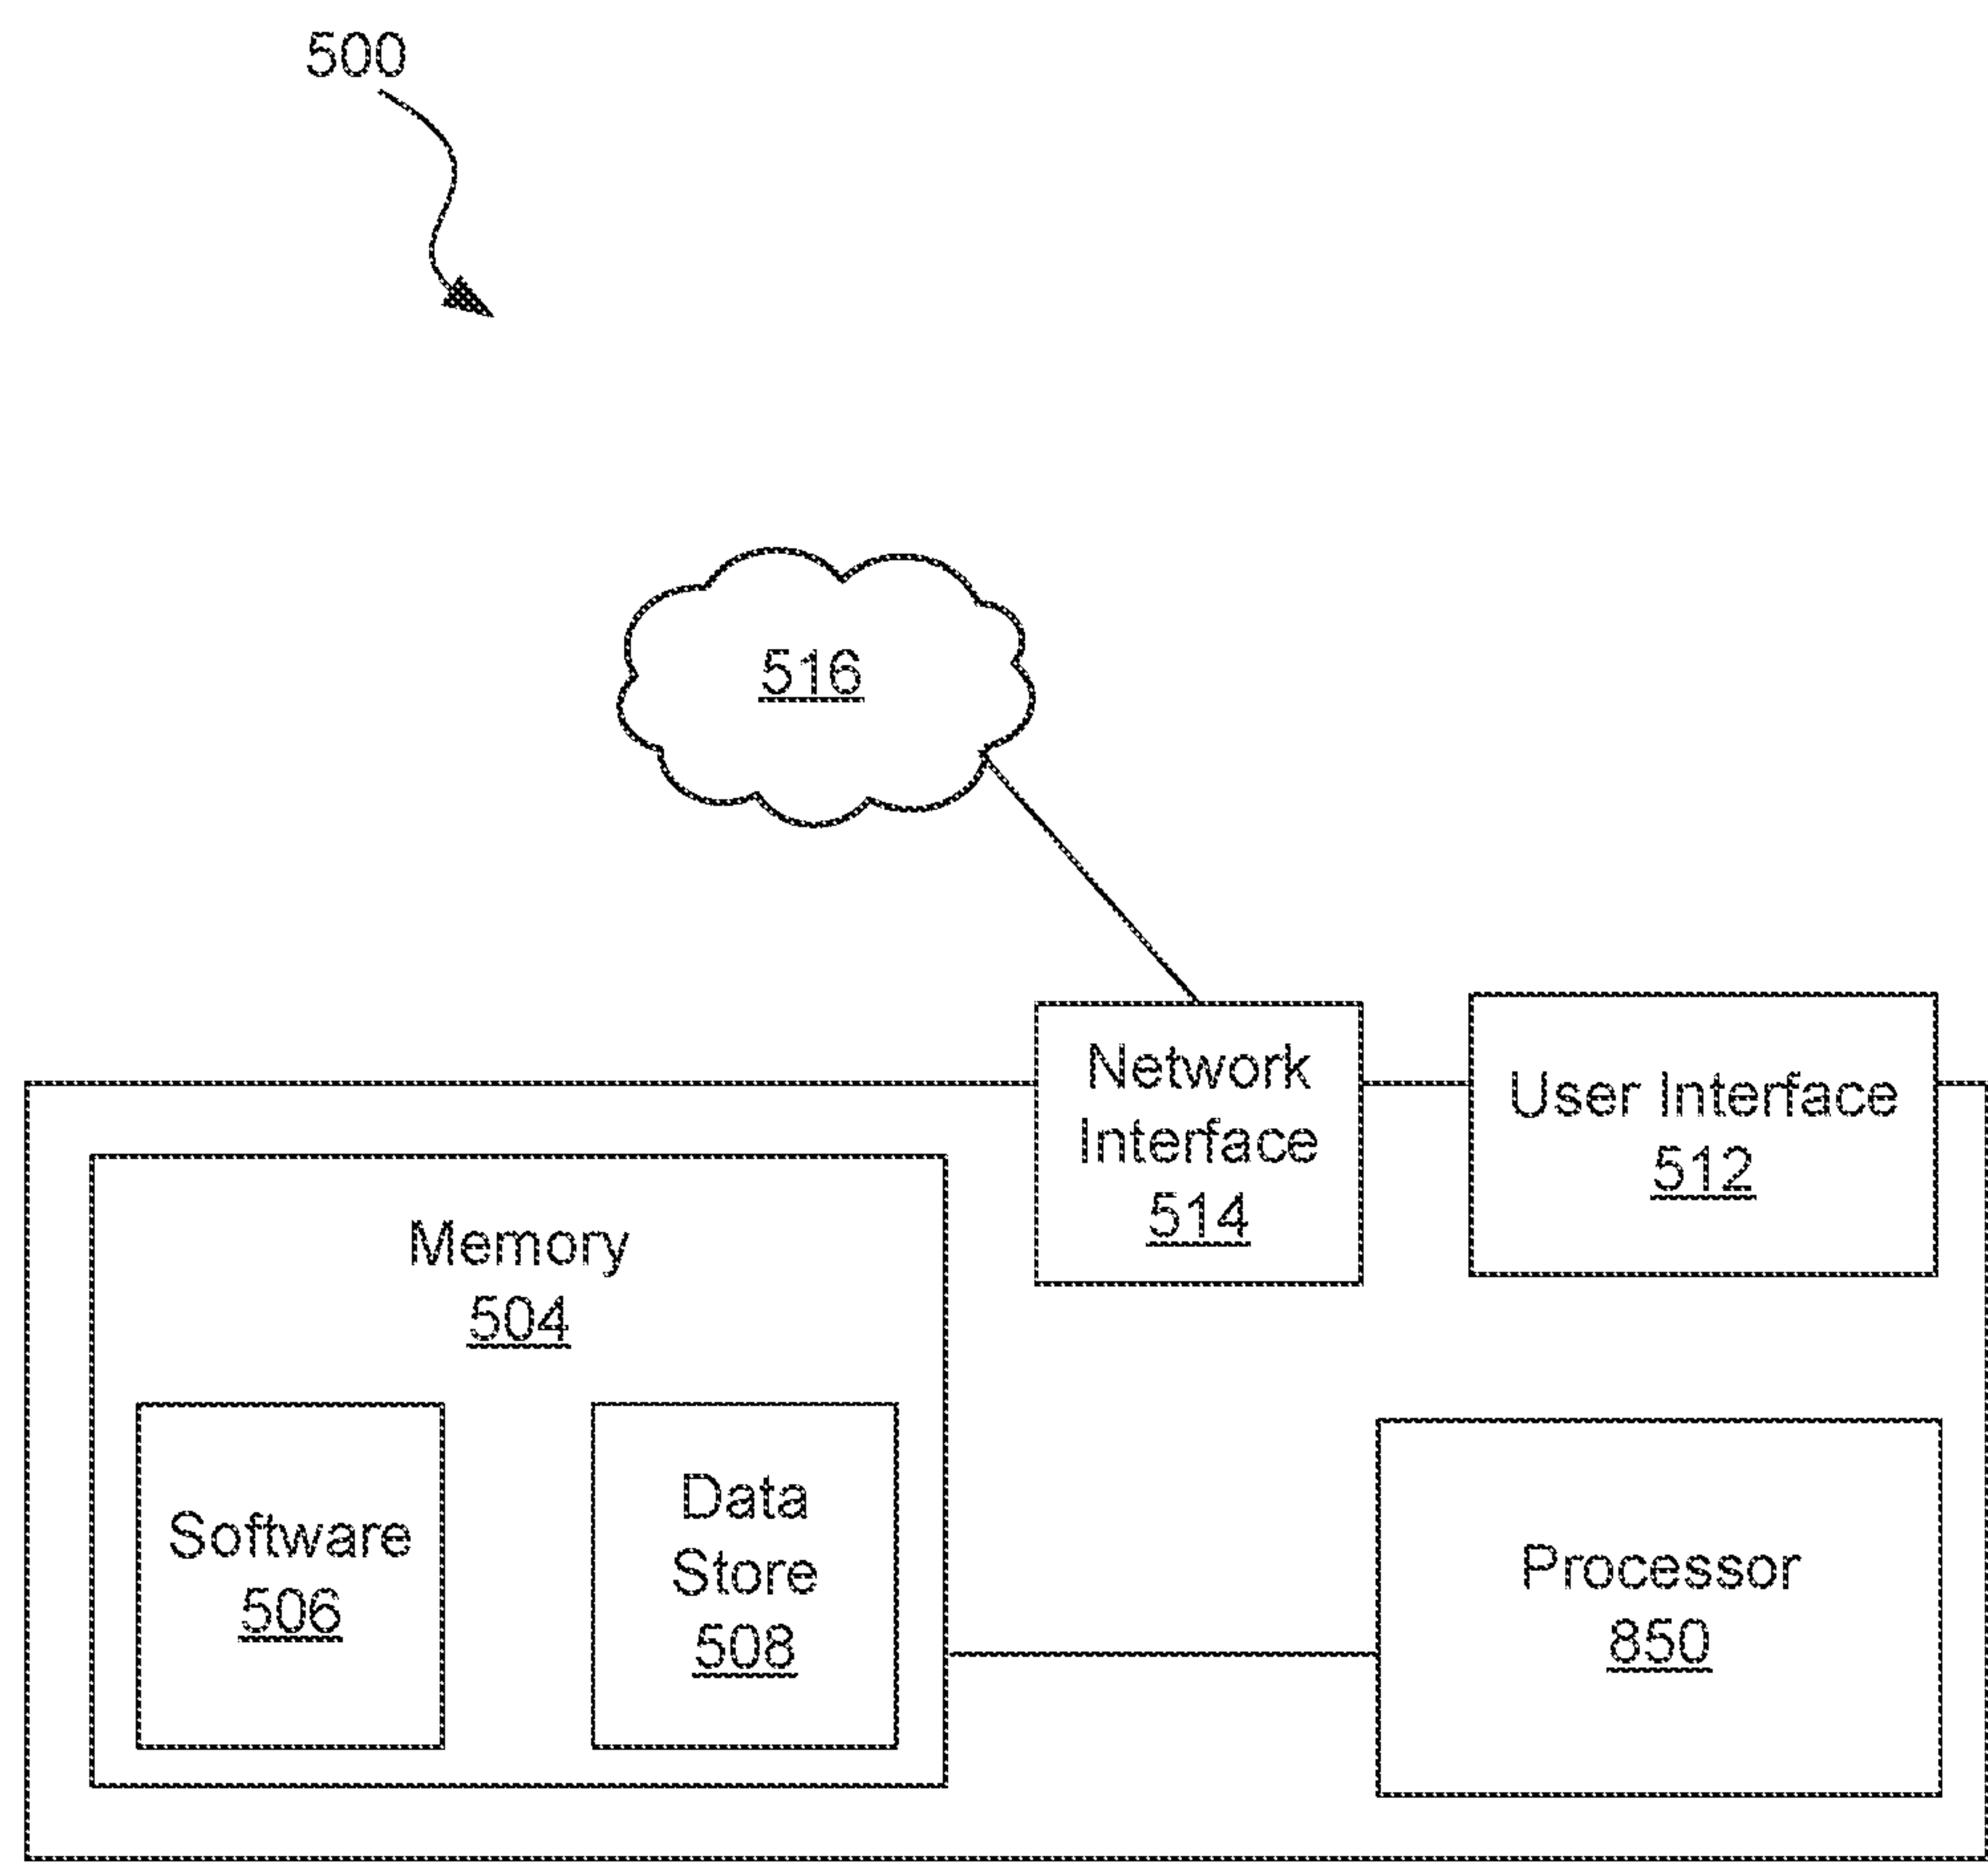 500
516
Network
Interface
514
User Interface
512
Memory
504
Software
506
Data
Store
508
Processor
850